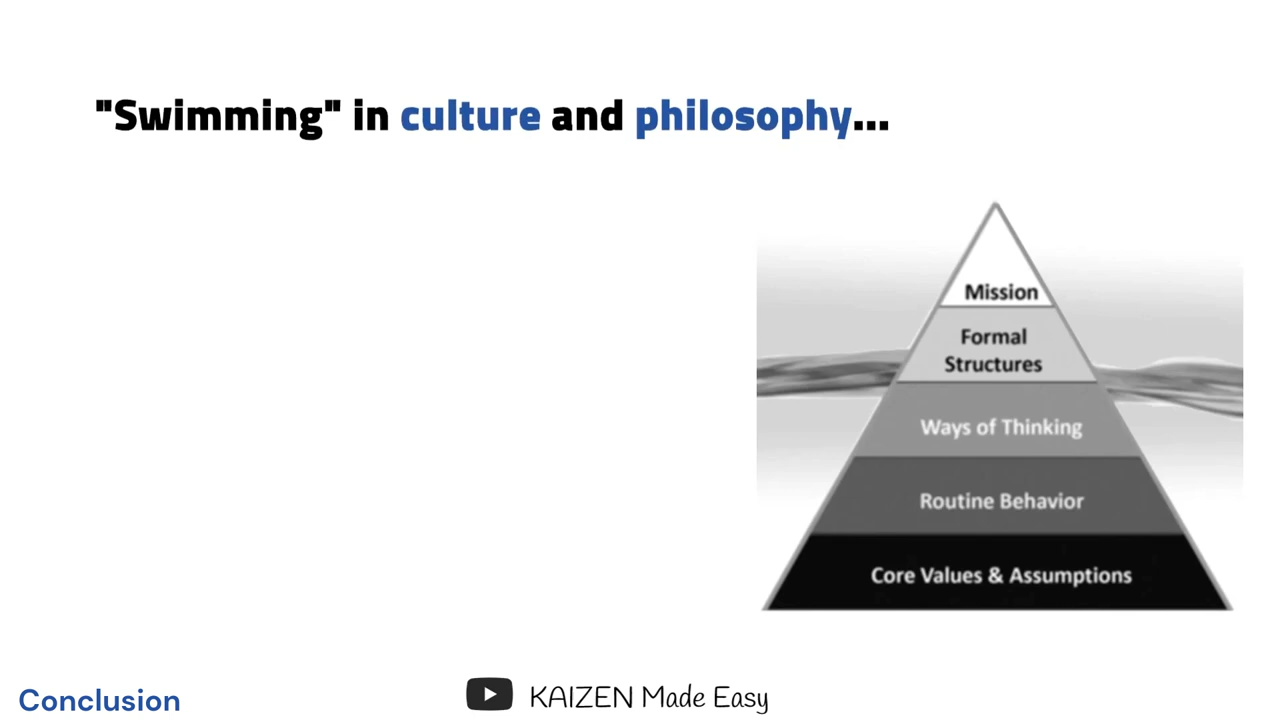 "Swimming" in culture and philosophy...
Mission
Formal
Structures
Ways of Thinking
Routine Behavior
Core Values & Assumptions
Conclusion
KAIZEN Made Easy